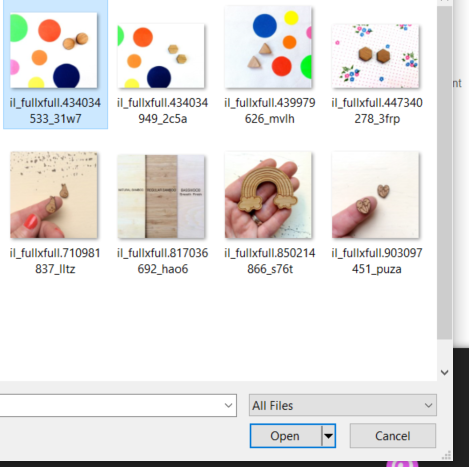 il_fullxfull.434034
533_31w7
il_fullxfull.434034
949_2c5a
il_fullxfull.439979
626_mvlh
il_fullxfull.447340
278_3frp
nt
il_fullxfull.710981
837_lltz
il_fullxfull.817036
692_hao6
il_fullxfull.850214
866_s76t
il_fullxfull.903097
451_puza
All Files
Open
Cancel